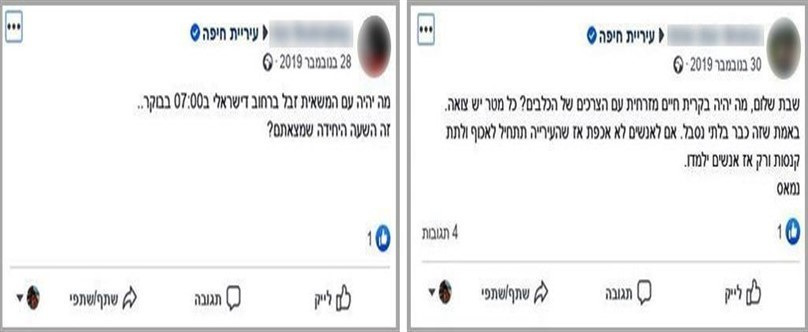 עיריית חיפה
30 בנובמבר 2019
שבת שלום, מה יהיה בקרית חיים מזרחית עם הצרכים של הכלבים? כל מטר יש צואה.
באמת שזה כבר בלתי נסבל. אם לאנשים לא אכפת אז שהעירייה תתחיל לאכוף ולתת
קנסות ורק אז אנשים ילמדו.
נמאס
1
4 תגובות
לייק
תגובה
שתף/שתפי
עיריית חיפה
28 בנובמבר 2019
מה יהיה עם המשאית זבל ברחוב דישראלי ב07:00 בבוקר..
זה השעה היחידה שמצאתם?
1
לייק
תגובה
שתף/שתפי